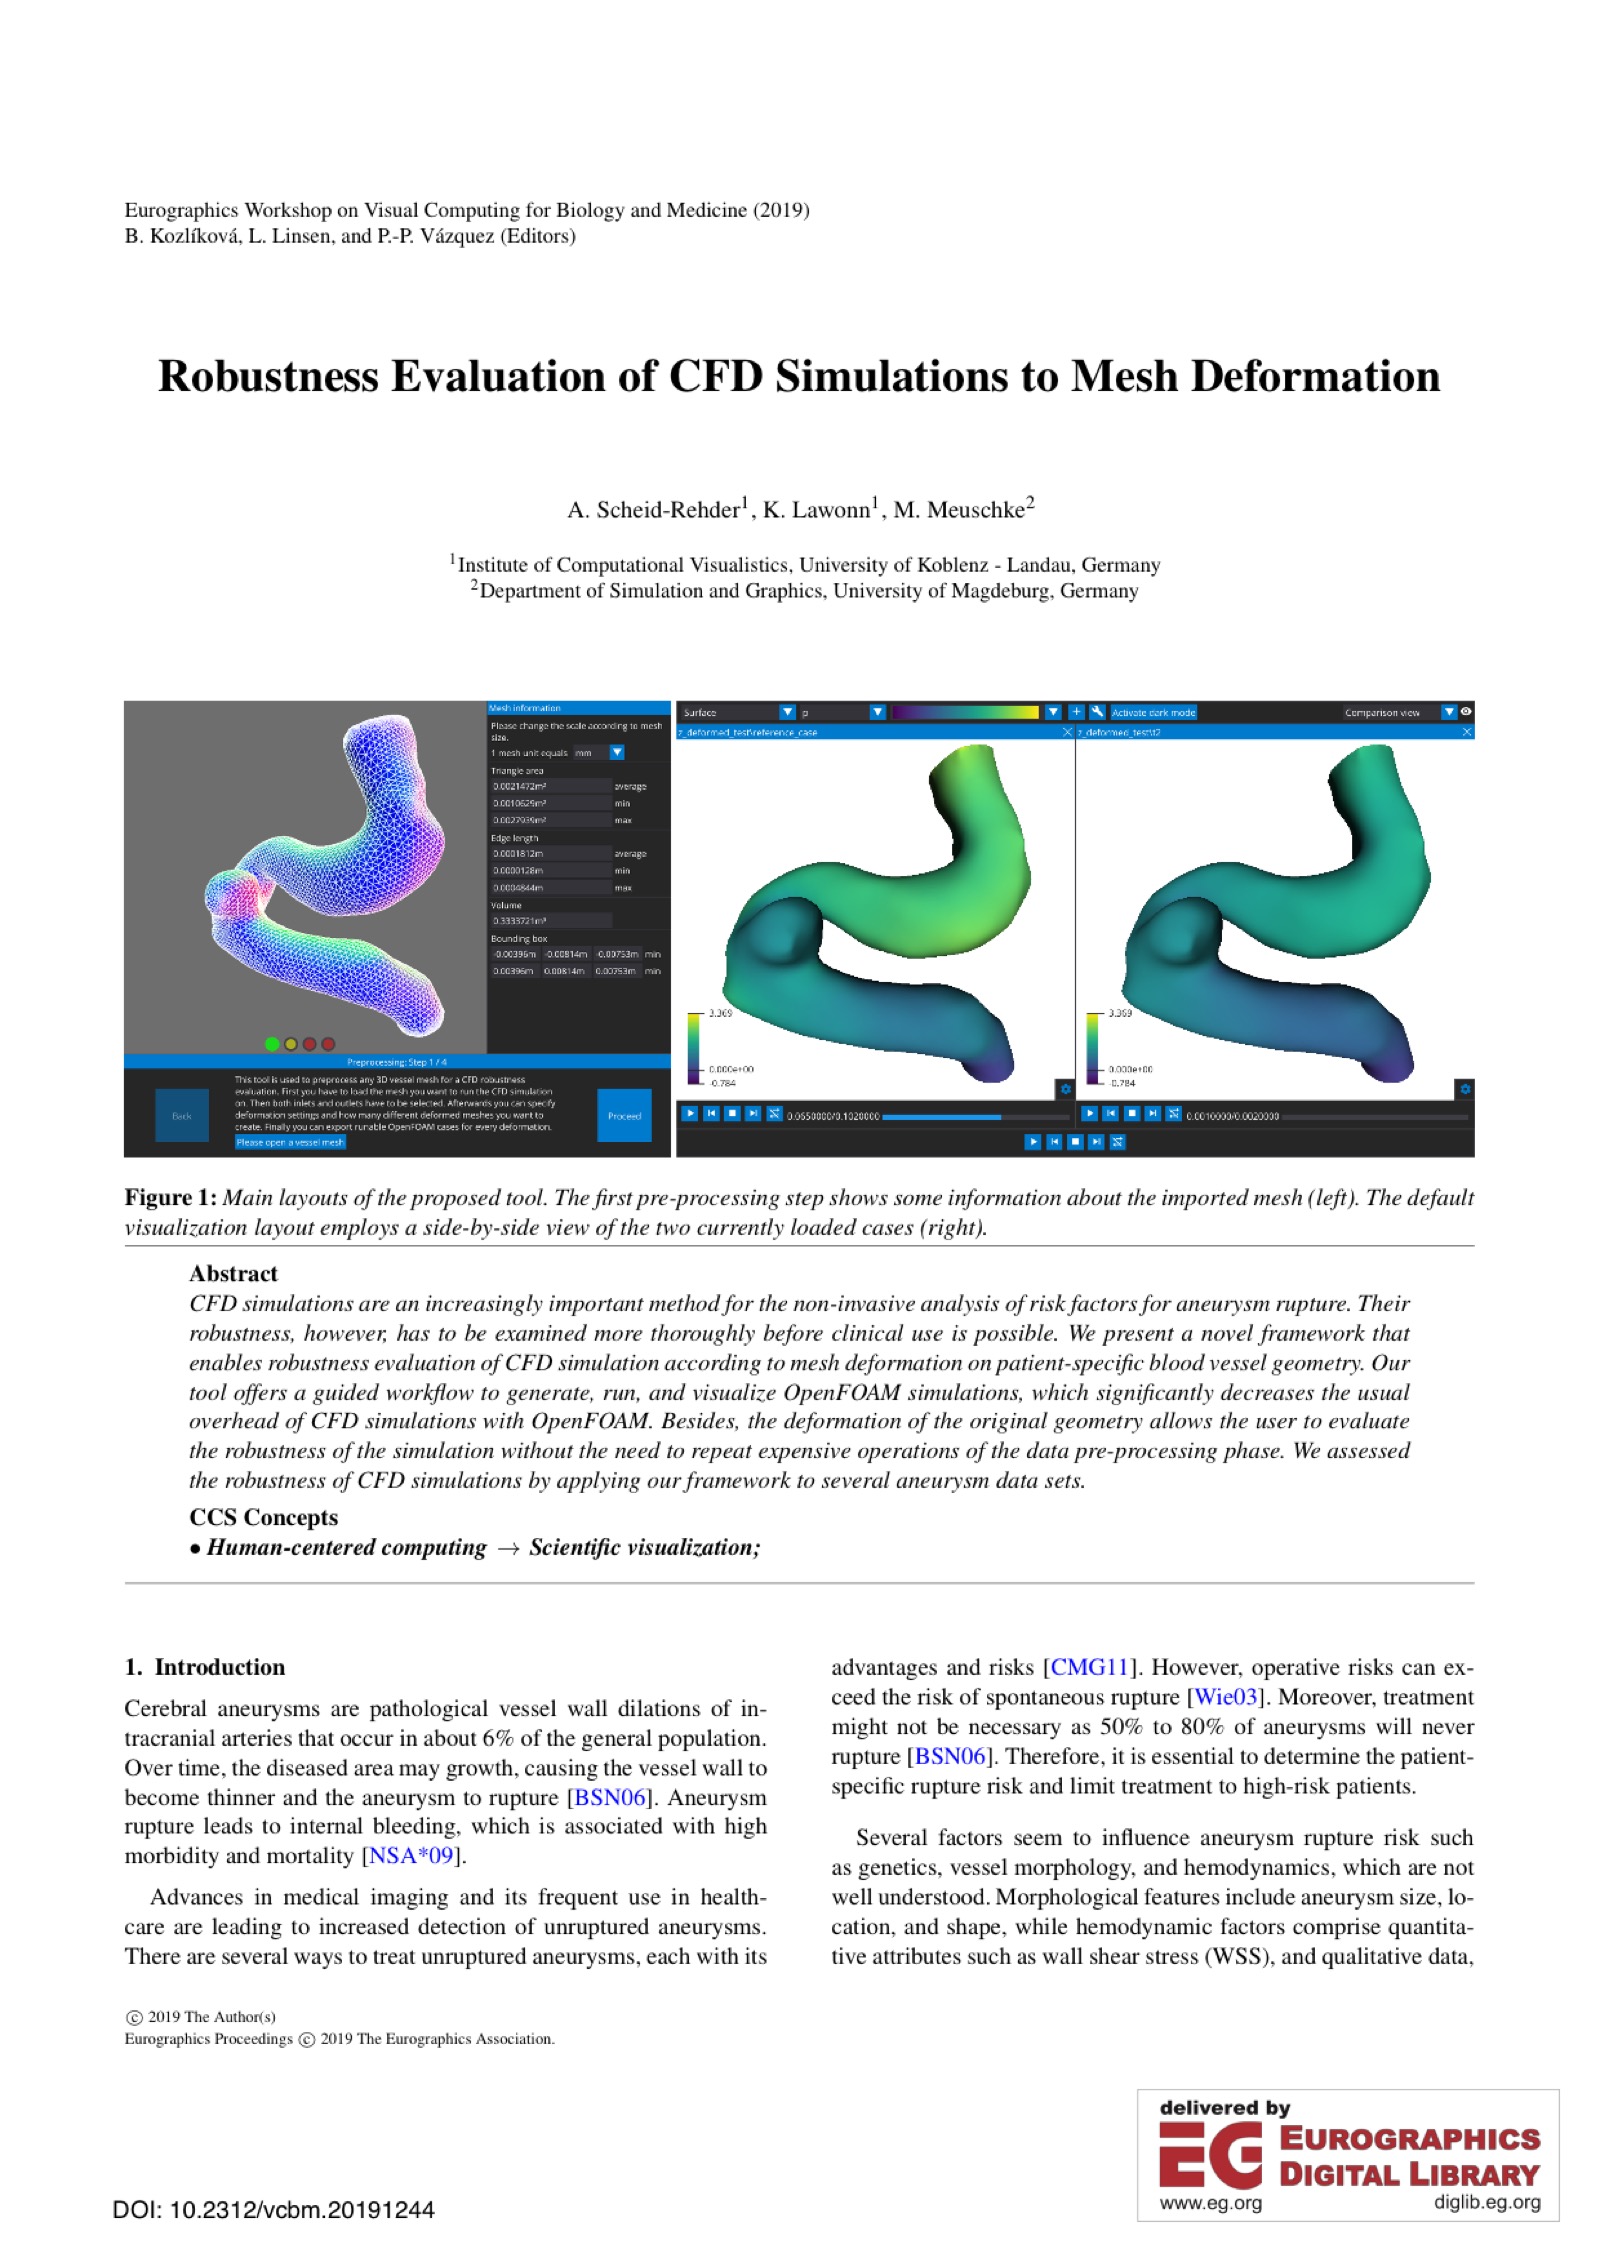 Eurographics Workshop on Visual Computing for Biology and Medicine (2019)
B. Kozlíková, L. Linsen, and P.-P. Vázquez (Editors)
Robustness Evaluation of CFD Simulations to Mesh Deformation
A. Scheid-Rehder1, K. Lawonn1, M. Meuschke2
1Institute of Computational Visualistics, University of Koblenz - Landau, Germany
2Department of Simulation and Graphics, University of Magdeburg, Germany
Mesh information
Please change the scale according to mesh
size.
1 mesh unit equals mm
Triangle area
0.0021472m² average
0.0010629m² min
0.0027939m² max
Edge length
0.0001812m average
0.0000128m min
0.0004844m max
Volume
0.3333721m³
Bounding box
-0.00396m -0.00814m -0.00753m min
0.00396m 0.00814m 0.00753m min
Preprocessing: Step 1 / 4
This tool is used to preprocess any 3D vessel mesh for a CFD robustness
evaluation. First you have to load the mesh you want to run the CFD simulation
on. Then both inlets and outlets have to be selected. Afterwards you can specify
deformation settings and how many different deformed meshes you want to
create. Finally you can export runable OpenFOAM cases for every deformation.
Please open a vessel mesh
Back
Proceed
Surface p Activate dark mode Comparison view
z_deformed_test\reference_case
z_deformed_test\t2
3.369
0.000e+00
-0.784
3.369
0.000e+00
-0.784
0.0550000/0.1020000
0.0010000/0.0020000
Figure 1: Main layouts of the proposed tool. The first pre-processing step shows some information about the imported mesh (left). The default
visualization layout employs a side-by-side view of the two currently loaded cases (right).
Abstract
CFD simulations are an increasingly important method for the non-invasive analysis of risk factors for aneurysm rupture. Their
robustness, however, has to be examined more thoroughly before clinical use is possible. We present a novel framework that
enables robustness evaluation of CFD simulation according to mesh deformation on patient-specific blood vessel geometry. Our
tool offers a guided workflow to generate, run, and visualize OpenFOAM simulations, which significantly decreases the usual
overhead of CFD simulations with OpenFOAM. Besides, the deformation of the original geometry allows the user to evaluate
the robustness of the simulation without the need to repeat expensive operations of the data pre-processing phase. We assessed
the robustness of CFD simulations by applying our framework to several aneurysm data sets.
CCS Concepts
• Human-centered computing → Scientific visualization;
1. Introduction
Cerebral aneurysms are pathological vessel wall dilations of in-
tracranial arteries that occur in about 6% of the general population.
Over time, the diseased area may growth, causing the vessel wall to
become thinner and the aneurysm to rupture [BSN06]. Aneurysm
rupture leads to internal bleeding, which is associated with high
morbidity and mortality [NSA*09].
Advances in medical imaging and its frequent use in health-
care are leading to increased detection of unruptured aneurysms.
There are several ways to treat unruptured aneurysms, each with its
advantages and risks [CMG11]. However, operative risks can ex-
ceed the risk of spontaneous rupture [Wie03]. Moreover, treatment
might not be necessary as 50% to 80% of aneurysms will never
rupture [BSN06]. Therefore, it is essential to determine the patient-
specific rupture risk and limit treatment to high-risk patients.
Several factors seem to influence aneurysm rupture risk such
as genetics, vessel morphology, and hemodynamics, which are not
well understood. Morphological features include aneurysm size, lo-
cation, and shape, while hemodynamic factors comprise quantita-
tive attributes such as wall shear stress (WSS), and qualitative data,
© 2019 The Author(s)
Eurographics Proceedings © 2019 The Eurographics Association.
DOI: 10.2312/vcbm.20191244
delivered by
EG EUROGRAPHICS
DIGITAL LIBRARY
www.eg.org diglib.eg.org